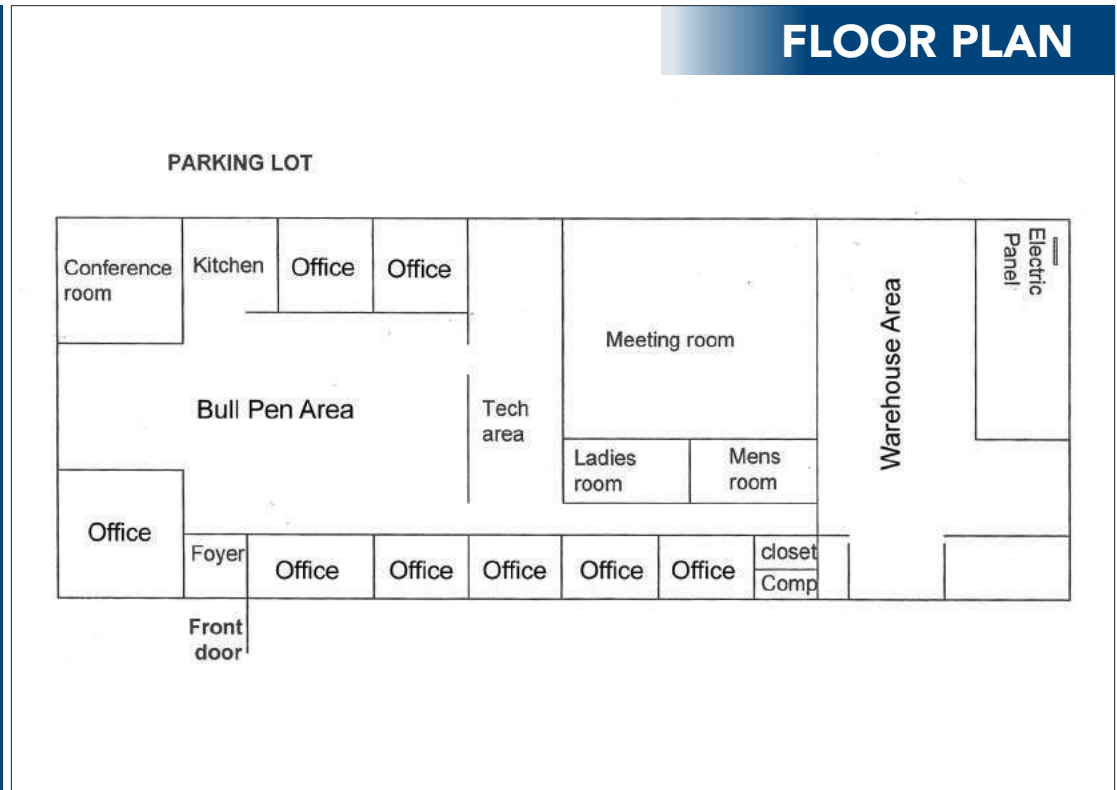 FLOOR PLAN
PARKING LOT
Conference
room
Kitchen
Office
Office
Meeting room
Warehouse Area
Electric
Panel
Bull Pen Area
Tech
area
Ladies
room
Mens
room
Office
Foyer
Office
Office
Office
Office
Office
closet
Comp
Front
door